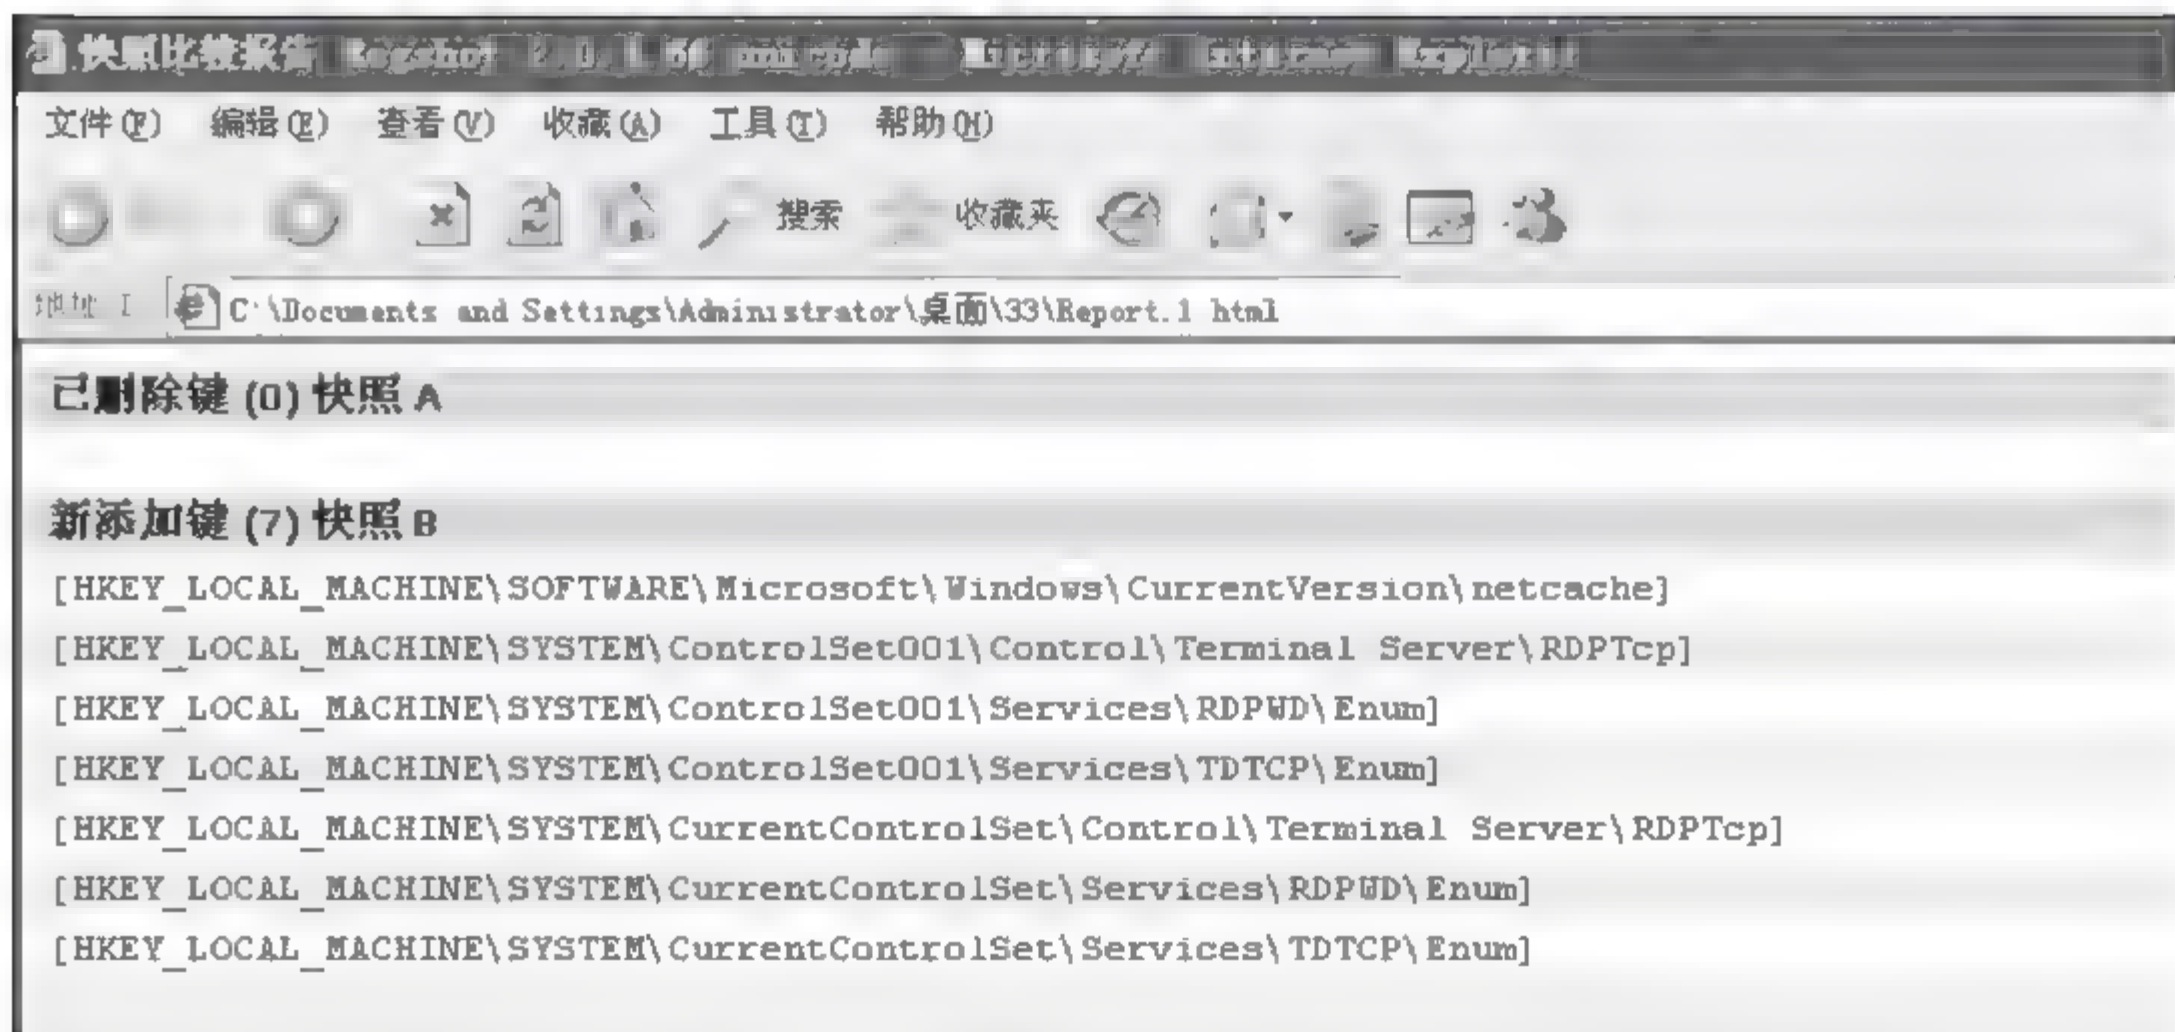 快照比较报告
文件(F) 编辑(E) 查看(V) 收藏(A) 工具(T) 帮助(H)
搜索 收藏夹
地址 C:\Documents and Settings\Administrator\桌面\33\Report.1 html
已删除键 (0) 快照 A
新添加键 (7) 快照 B
[HKEY_LOCAL_MACHINE\SOFTWARE\Microsoft\Windows\CurrentVersion\netcache]
[HKEY_LOCAL_MACHINE\SYSTEM\ControlSet001\Control\Terminal Server\RDPTcp]
[HKEY_LOCAL_MACHINE\SYSTEM\ControlSet001\Services\RDPWD\Enum]
[HKEY_LOCAL_MACHINE\SYSTEM\ControlSet001\Services\TDTCP\Enum]
[HKEY_LOCAL_MACHINE\SYSTEM\CurrentControlSet\Control\Terminal Server\RDPTcp]
[HKEY_LOCAL_MACHINE\SYSTEM\CurrentControlSet\Services\RDPWD\Enum]
[HKEY_LOCAL_MACHINE\SYSTEM\CurrentControlSet\Services\TDTCP\Enum]